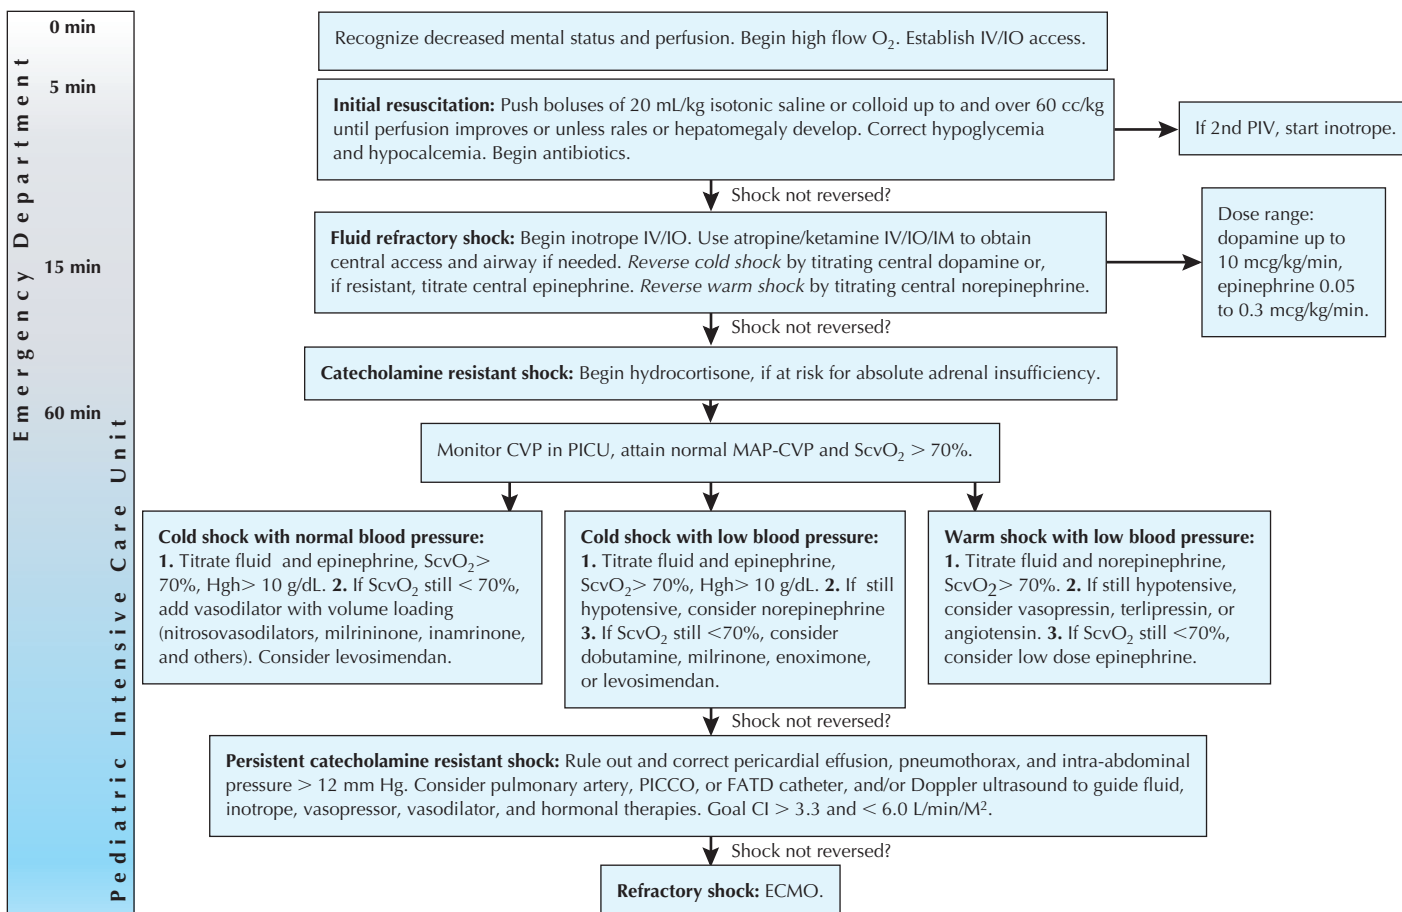 0 min
5 min
15 min
60 min
Emergency Department
Pediatric Intensive Care Unit
Recognize decreased mental status and perfusion. Begin high flow O₂. Establish IV/IO access.
Initial resuscitation: Push boluses of 20 mL/kg isotonic saline or colloid up to and over 60 cc/kg
until perfusion improves or unless rales or hepatomegaly develop. Correct hypoglycemia
and hypocalcemia. Begin antibiotics.
If 2nd PIV, start inotrope.
Shock not reversed?
Fluid refractory shock: Begin inotrope IV/IO. Use atropine/ketamine IV/IO/IM to obtain
central access and airway if needed. Reverse cold shock by titrating central dopamine or,
if resistant, titrate central epinephrine. Reverse warm shock by titrating central norepinephrine.
Dose range:
dopamine up to
10 mcg/kg/min,
epinephrine 0.05
to 0.3 mcg/kg/min.
Shock not reversed?
Catecholamine resistant shock: Begin hydrocortisone, if at risk for absolute adrenal insufficiency.
Monitor CVP in PICU, attain normal MAP-CVP and ScvO₂ > 70%.
Cold shock with normal blood pressure:
1. Titrate fluid and epinephrine, ScvO₂>
70%, Hgh> 10 g/dL. 2. If ScvO₂ still < 70%,
add vasodilator with volume loading
(nitrosovasodilators, milrininone, inamrinone,
and others). Consider levosimendan.
Cold shock with low blood pressure:
1. Titrate fluid and epinephrine,
ScvO₂> 70%, Hgh> 10 g/dL. 2. If still
hypotensive, consider norepinephrine
3. If ScvO₂ still <70%, consider
dobutamine, milrinone, enoximone,
or levosimendan.
Warm shock with low blood pressure:
1. Titrate fluid and norepinephrine,
ScvO2> 70%. 2. If still hypotensive,
consider vasopressin, terlipressin, or
angiotensin. 3. If ScvO₂ still <70%,
consider low dose epinephrine.
Shock not reversed?
Persistent catecholamine resistant shock: Rule out and correct pericardial effusion, pneumothorax, and intra-abdominal
pressure > 12 mm Hg. Consider pulmonary artery, PICCO, or FATD catheter, and/or Doppler ultrasound to guide fluid,
inotrope, vasopressor, vasodilator, and hormonal therapies. Goal CI > 3.3 and < 6.0 L/min/M².
Shock not reversed?
Refractory shock: ECMO.